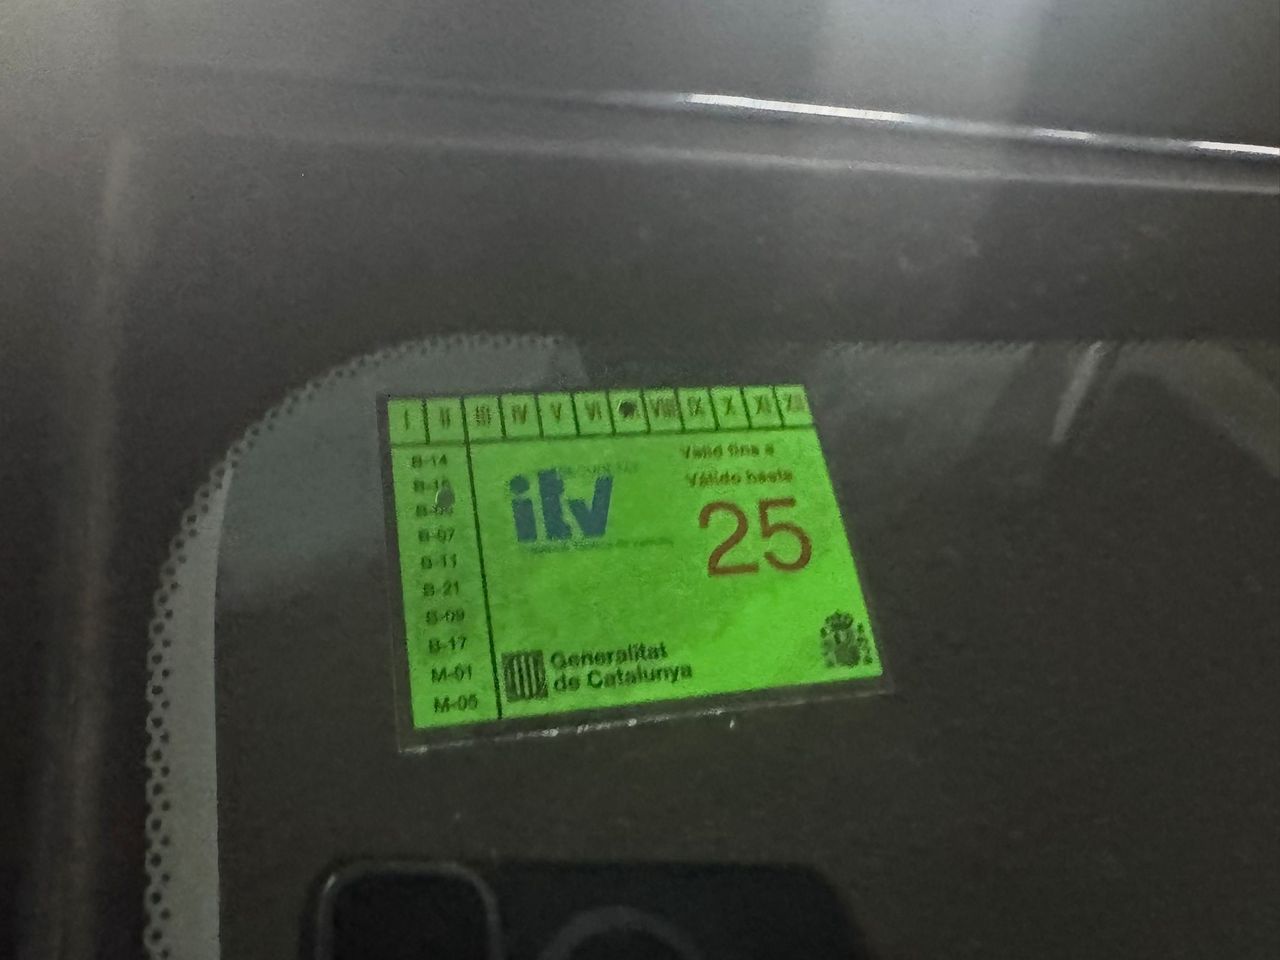 I II III IV V VI VIII IX X XI XII
B-14
B-07
B-11
B-21
B-09
B-17
M-01
M-05
itv
Vàlid fins a
Válido hasta
25
Generalitat
de Catalunya